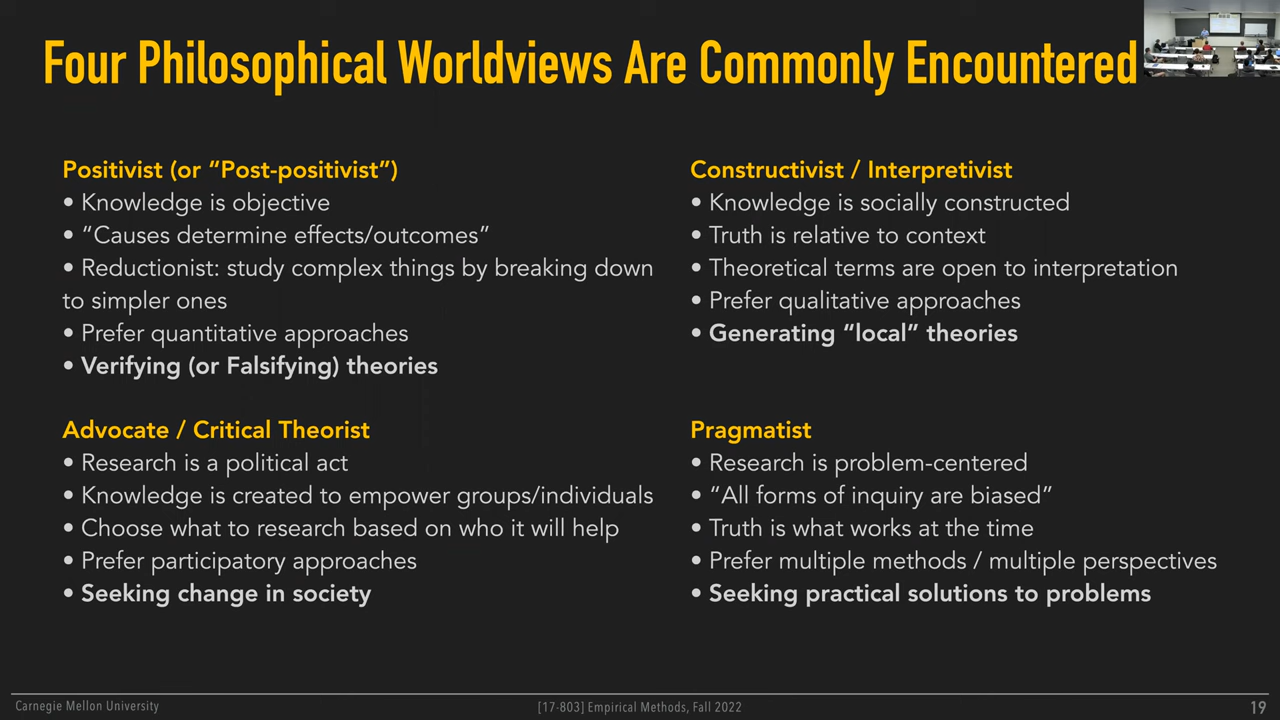 Four Philosophical Worldviews Are Commonly Encountered
Positivist (or “Post-positivist”)
• Knowledge is objective
• “Causes determine effects/outcomes”
• Reductionist: study complex things by breaking down
to simpler ones
• Prefer quantitative approaches
• Verifying (or Falsifying) theories
Constructivist / Interpretivist
• Knowledge is socially constructed
• Truth is relative to context
• Theoretical terms are open to interpretation
• Prefer qualitative approaches
• Generating “local” theories
Advocate / Critical Theorist
• Research is a political act
• Knowledge is created to empower groups/individuals
• Choose what to research based on who it will help
• Prefer participatory approaches
• Seeking change in society
Pragmatist
• Research is problem-centered
• “All forms of inquiry are biased”
• Truth is what works at the time
• Prefer multiple methods / multiple perspectives
• Seeking practical solutions to problems
Carnegie Mellon University
[17-803] Empirical Methods, Fall 2022
19